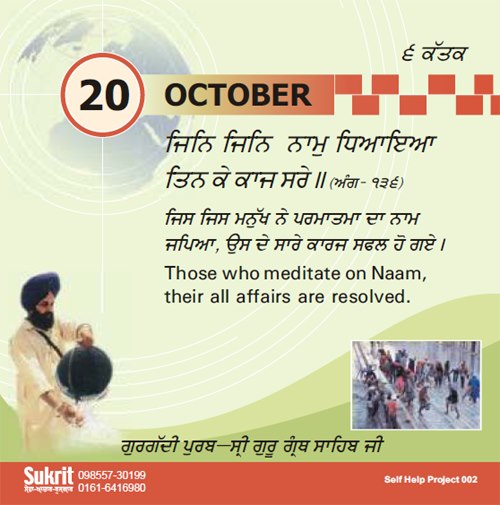 ੬ ਕੱਤਕ
20 OCTOBER
ਜਿਨਿ ਜਿਨਿ ਨਾਮੁ ਧਿਆਇਆ
ਤਿਨ ਕੇ ਕਾਜ ਸਰੇ ॥ (ਅੰਗ - ੧੩੬)
ਜਿਸ ਜਿਸ ਮਨੁੱਖ ਨੇ ਪਰਮਾਤਮਾ ਦਾ ਨਾਮ
ਜਪਿਆ, ਉਸ ਦੇ ਸਾਰੇ ਕਾਰਜ ਸਫਲ ਹੋ ਗਏ ।
Those who meditate on Naam,
their all affairs are resolved.
ਗੁਰਗੱਦੀ ਪੁਰਬ—ਸ੍ਰੀ ਗੁਰੂ ਗ੍ਰੰਥ ਸਾਹਿਬ ਜੀ
Sukrit 098557-30199
0161-6416980
Self Help Project 002